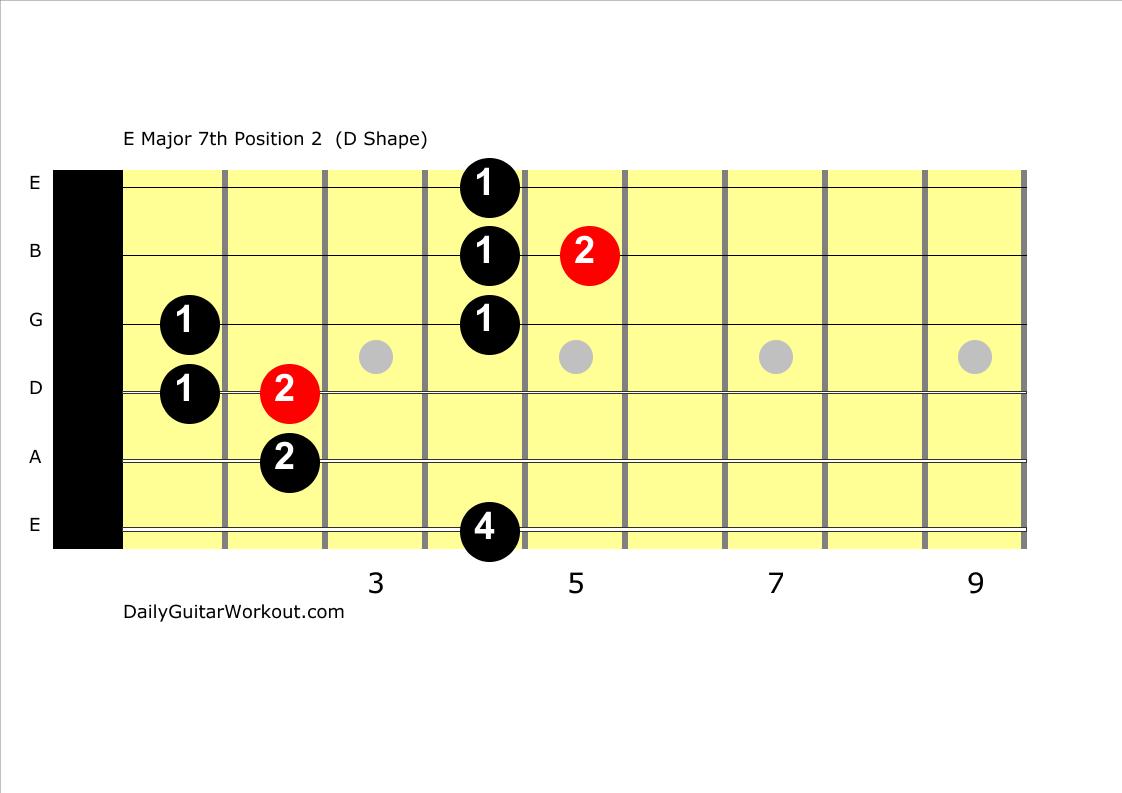 E Major 7th Position 2 (D Shape)
E 1
B 1 2
G 1 1
D 1 2
A 2
E 4
3 5 7 9
DailyGuitarWorkout.com